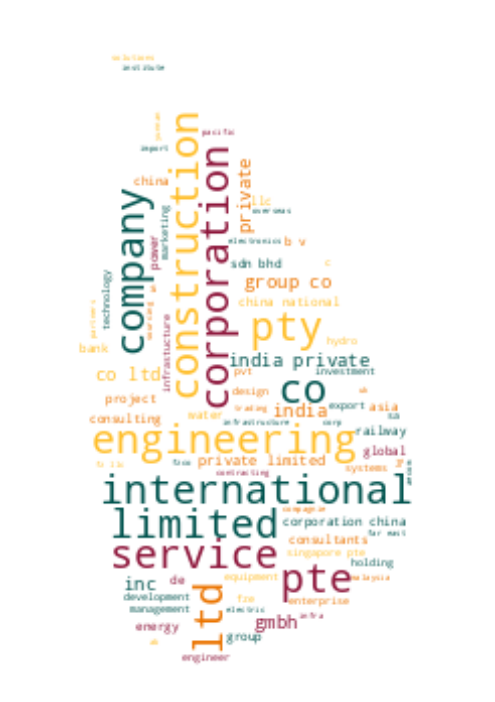 solutions
institute
pacific
import
construction
corporation
private
china
company
llc
overseas
marketing
power
electronics
b v
sdn bhd
group co
c
technology
china national
partners
pty
hydro
infrastucture
bank
india private
co ltd
pvt
investment
co
design
project
india
export
asia
trading
consulting
water
infrastructure
corp
railway
engineering
global
private limited
systems
contracting
international
limited
corporation china
far east
consultants
service
singapore pte
holding
pte
malaysia
inc
de
equipment
development
ltd
fze
enterprise
management
electric
infra
energy
gmbh
group
engineer